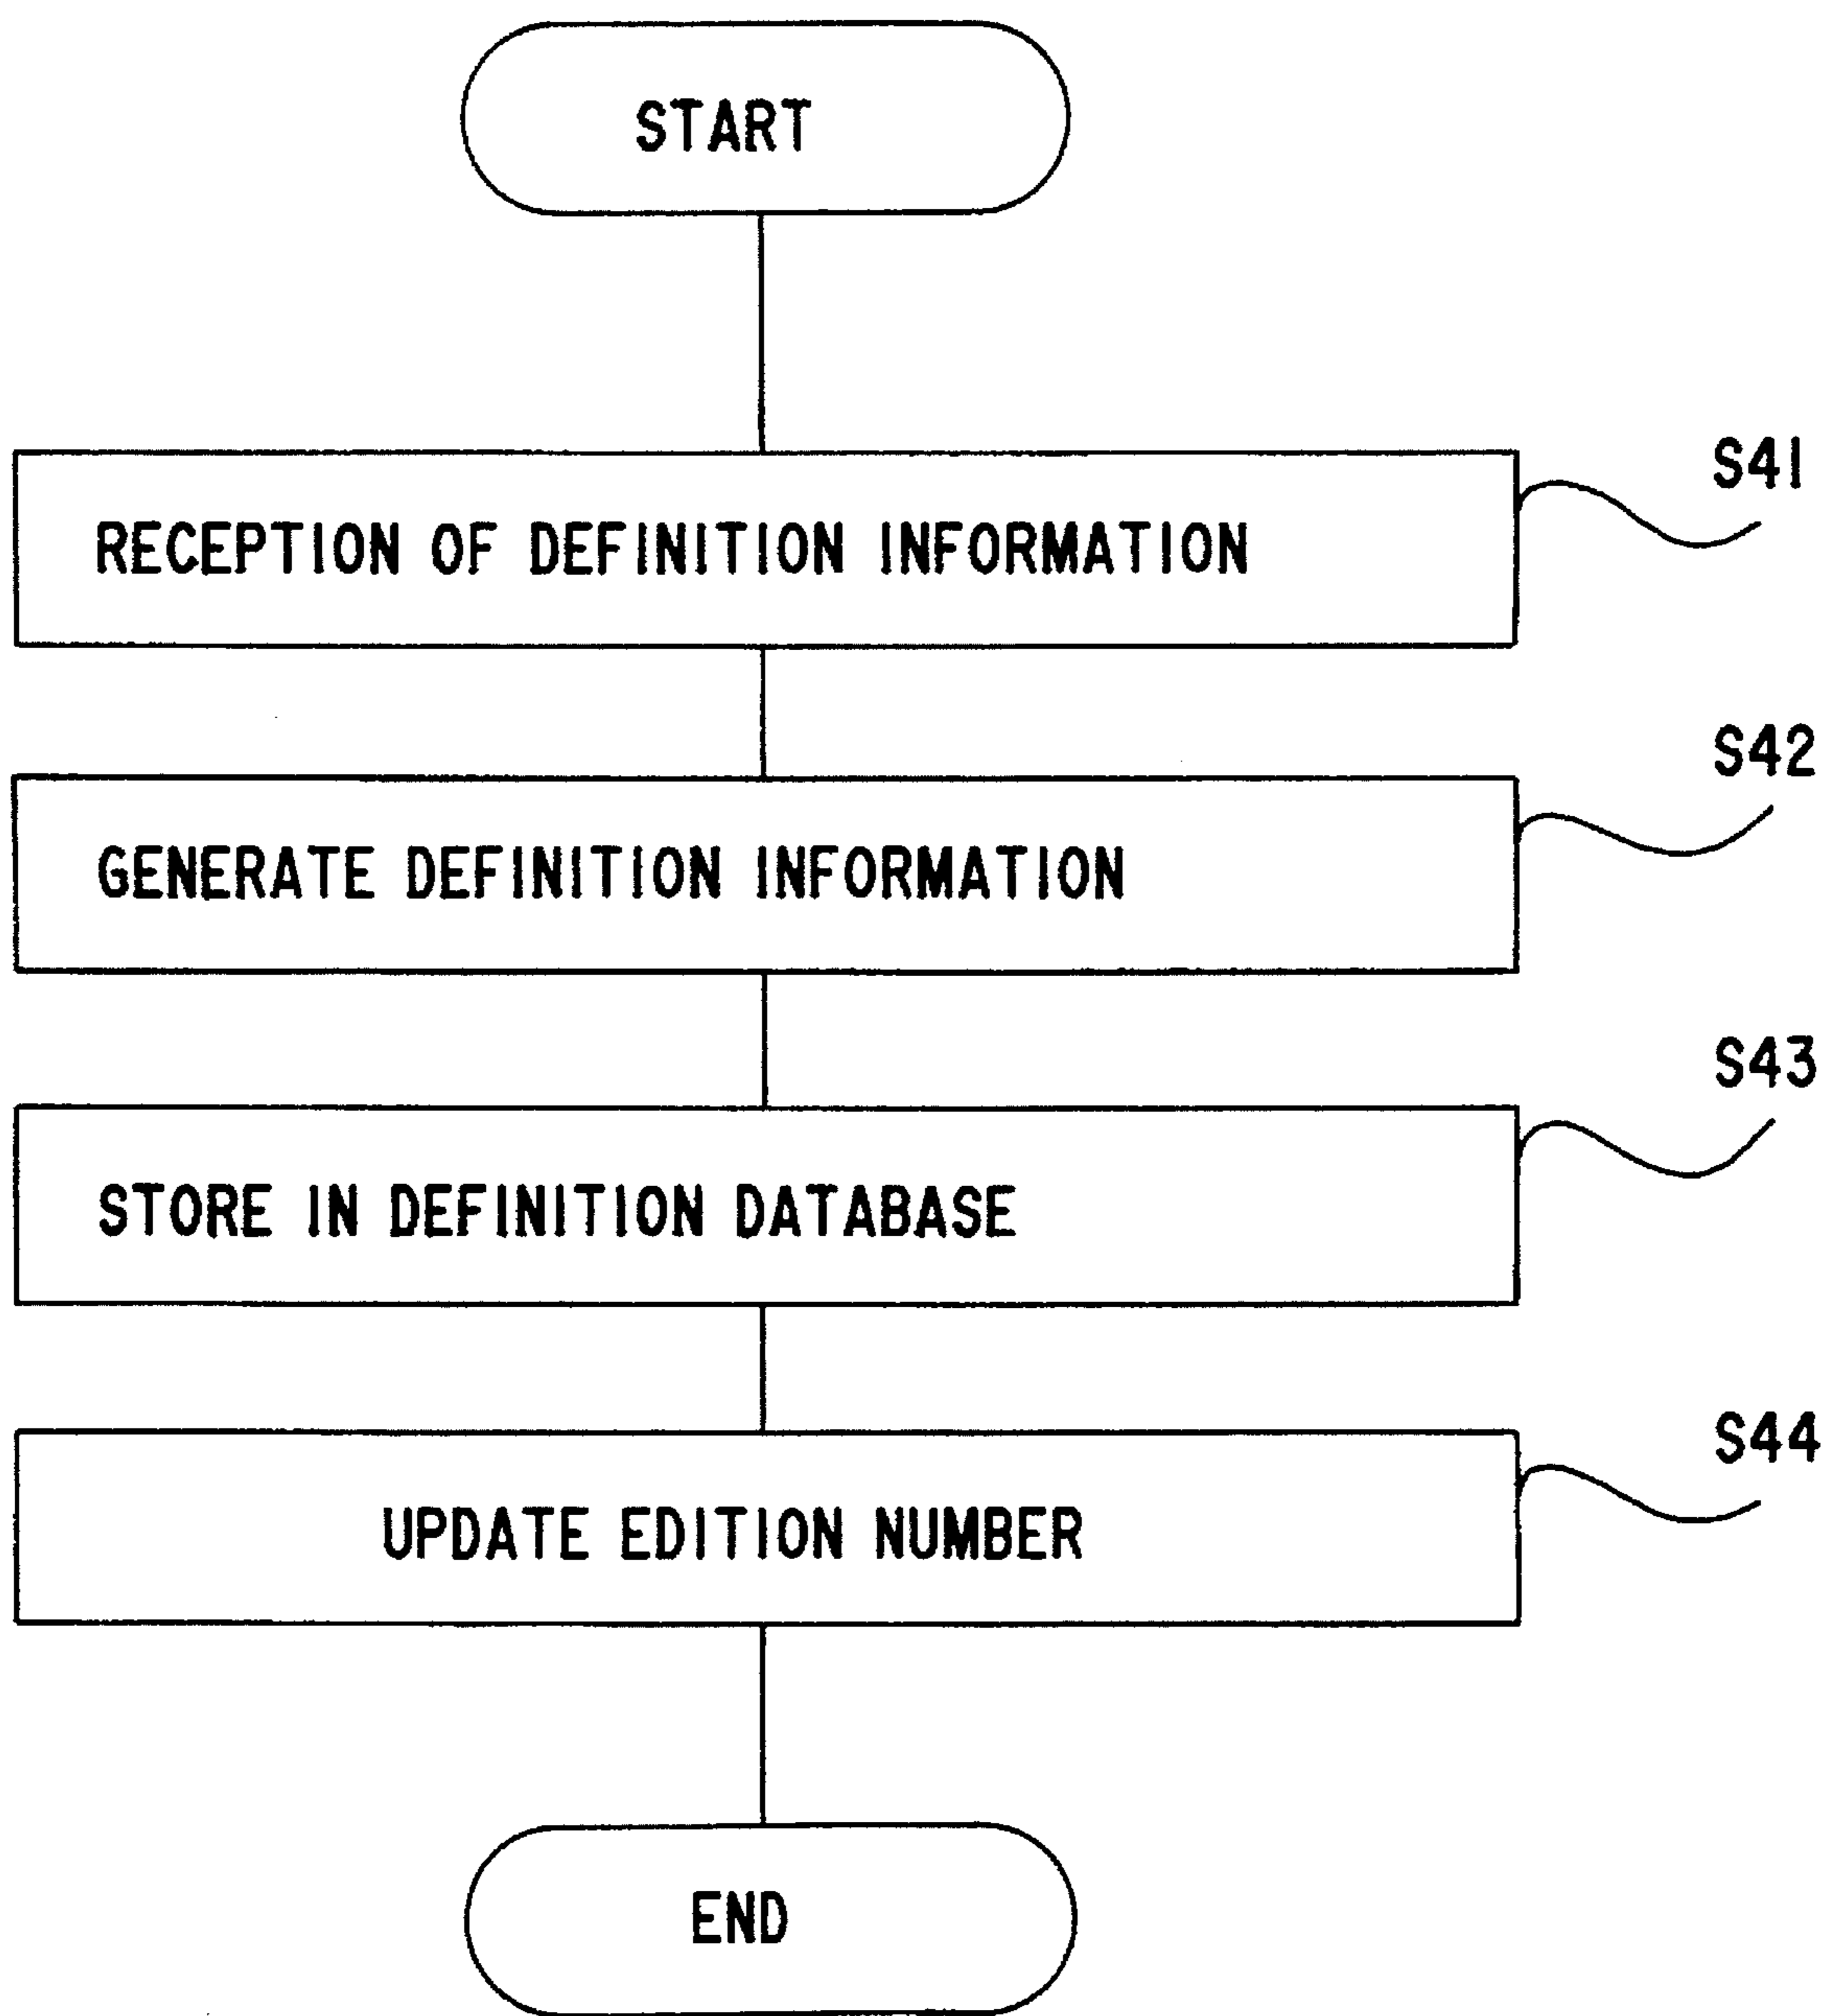 START
S41
RECEPTION OF DEFINITION INFORMATION
S42
GENERATE DEFINITION INFORMATION
S43
STORE IN DEFINITION DATABASE
S44
UPDATE EDITION NUMBER
END